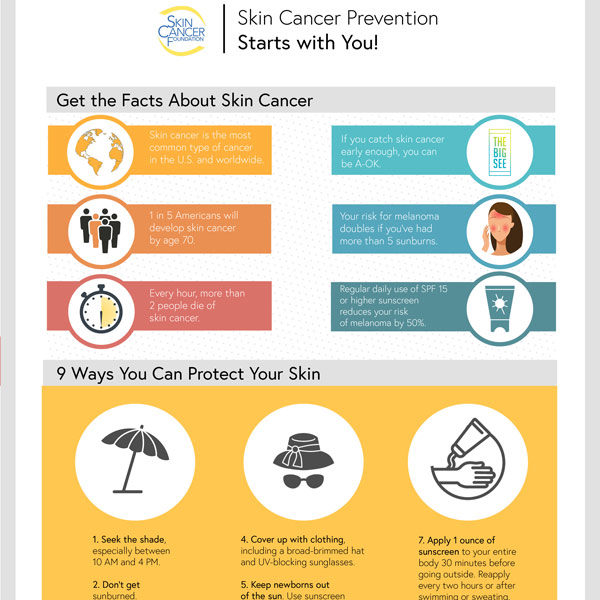 SKIN
CANCER
FOUNDATION
Skin Cancer Prevention
Starts with You!
Get the Facts About Skin Cancer
Skin cancer is the most
common type of cancer
in the U.S. and worldwide.
If you catch skin cancer
early enough, you can
be A-OK.
THE
BIG
SEE
1 in 5 Americans will
develop skin cancer
by age 70.
Your risk for melanoma
doubles if you've had
more than 5 sunburns.
Every hour, more than
2 people die of
skin cancer.
Regular daily use of SPF 15
or higher sunscreen
reduces your risk
of melanoma by 50%.
9 Ways You Can Protect Your Skin
1. Seek the shade,
especially between
10 AM and 4 PM.
2. Don't get
sunburned.
4. Cover up with clothing,
including a broad-brimmed hat
and UV-blocking sunglasses.
5. Keep newborns out
of the sun. Use sunscreen
7. Apply 1 ounce of
sunscreen to your entire
body 30 minutes before
going outside. Reapply
every two hours or after
swimming or sweating.